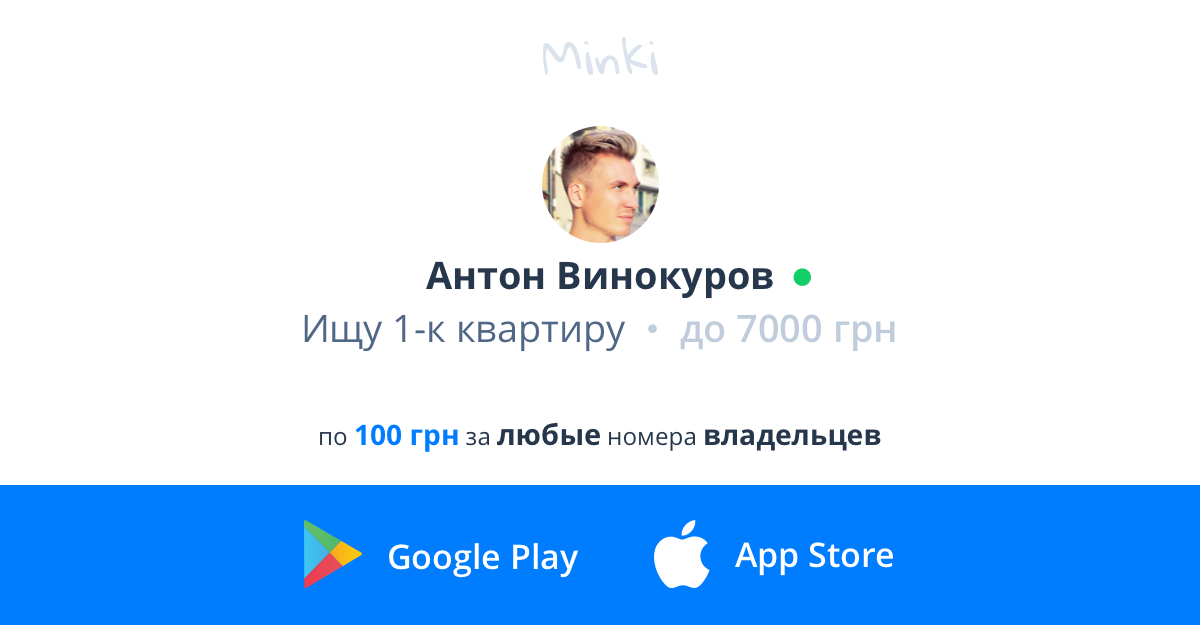 Minki
Антон Винокуров
Ищу 1-к квартиру • до 7000 грн
по 100 грн за любые номера владельцев
Google Play
App Store